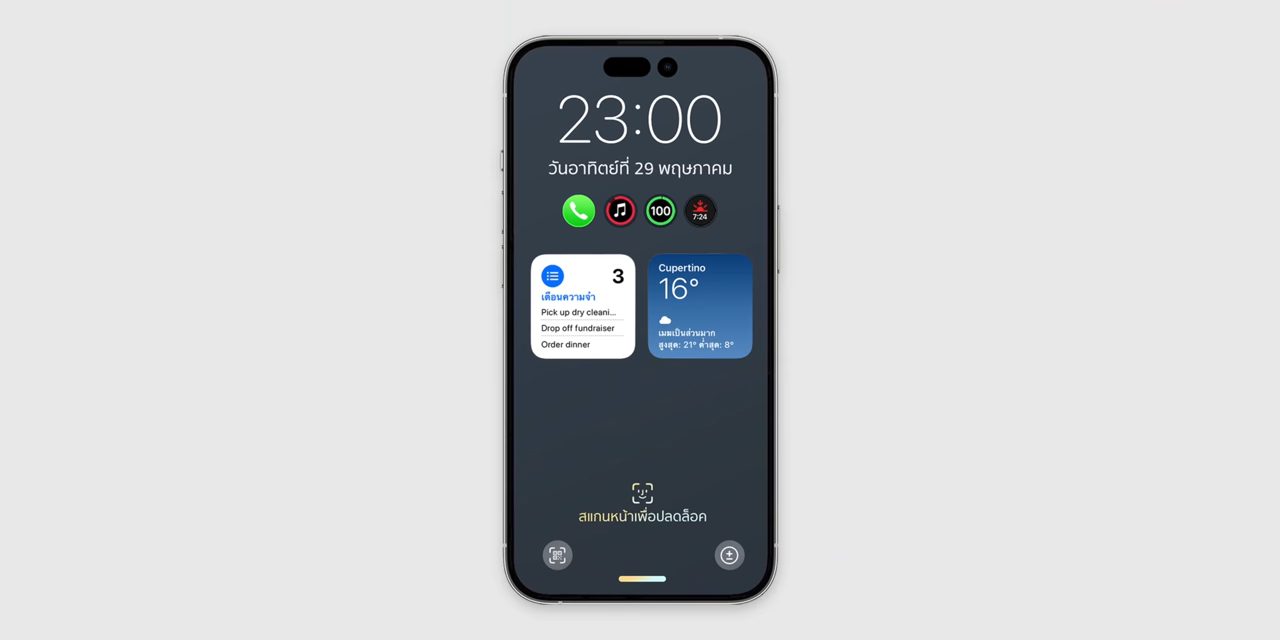 23:00
วันอาทิตย์ที่ 29 พฤษภาคม
100
7:24
3
เตือนความจำ
Pick up dry cleani...
Drop off fundraiser
Order dinner
Cupertino
16°
เมฆเป็นส่วนมาก
สูงสุด: 21° ต่ำสุด: 8°
สแกนหน้าเพื่อปลดล็อค